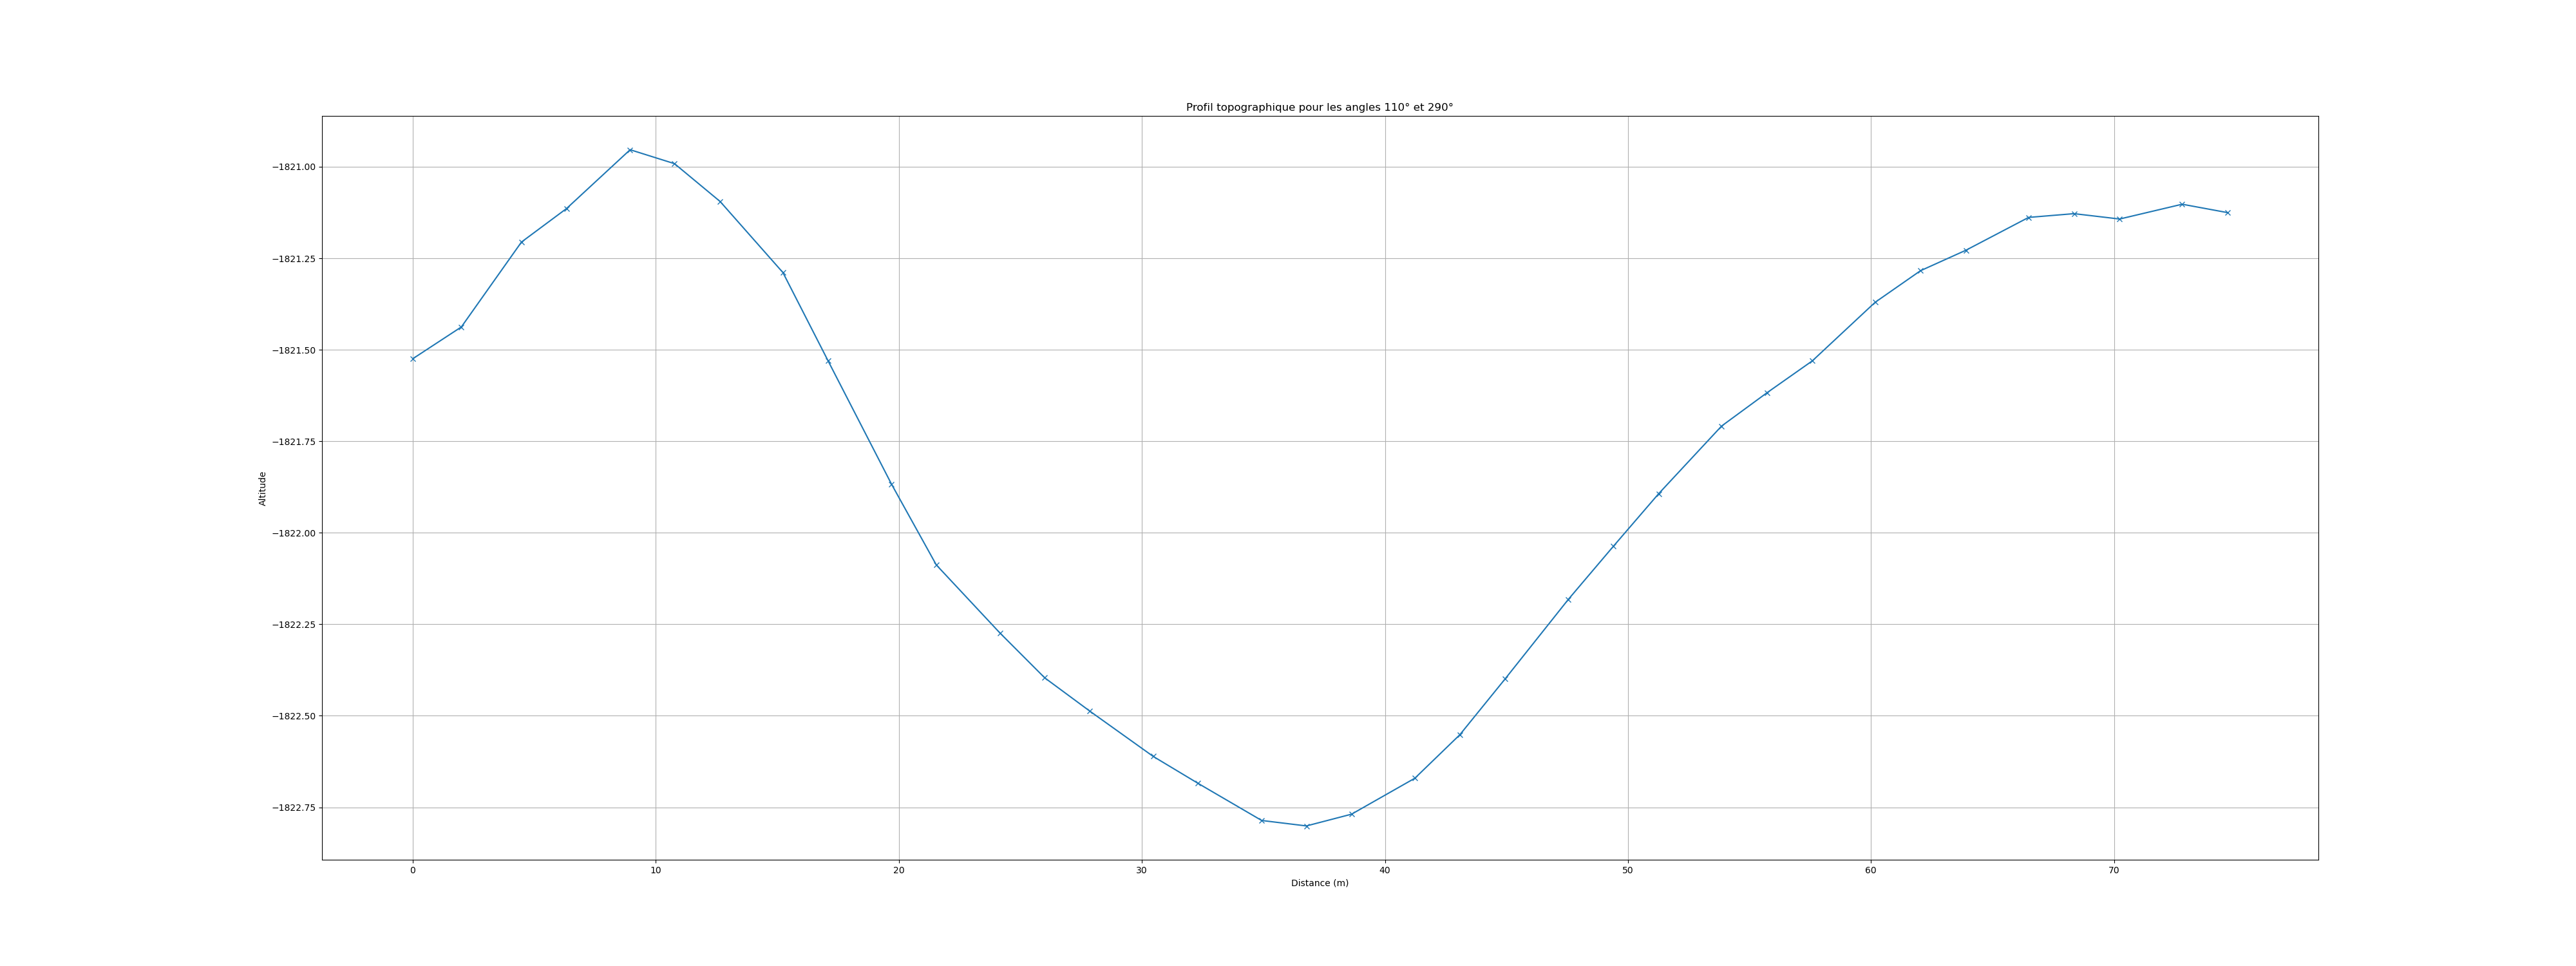 Profil topographique pour les angles 110° et 290°
−1821.00
−1821.25
−1821.50
−1821.75
−1822.00
−1822.25
−1822.50
−1822.75
Altitude
0 10 20 30 40 50 60 70
Distance (m)